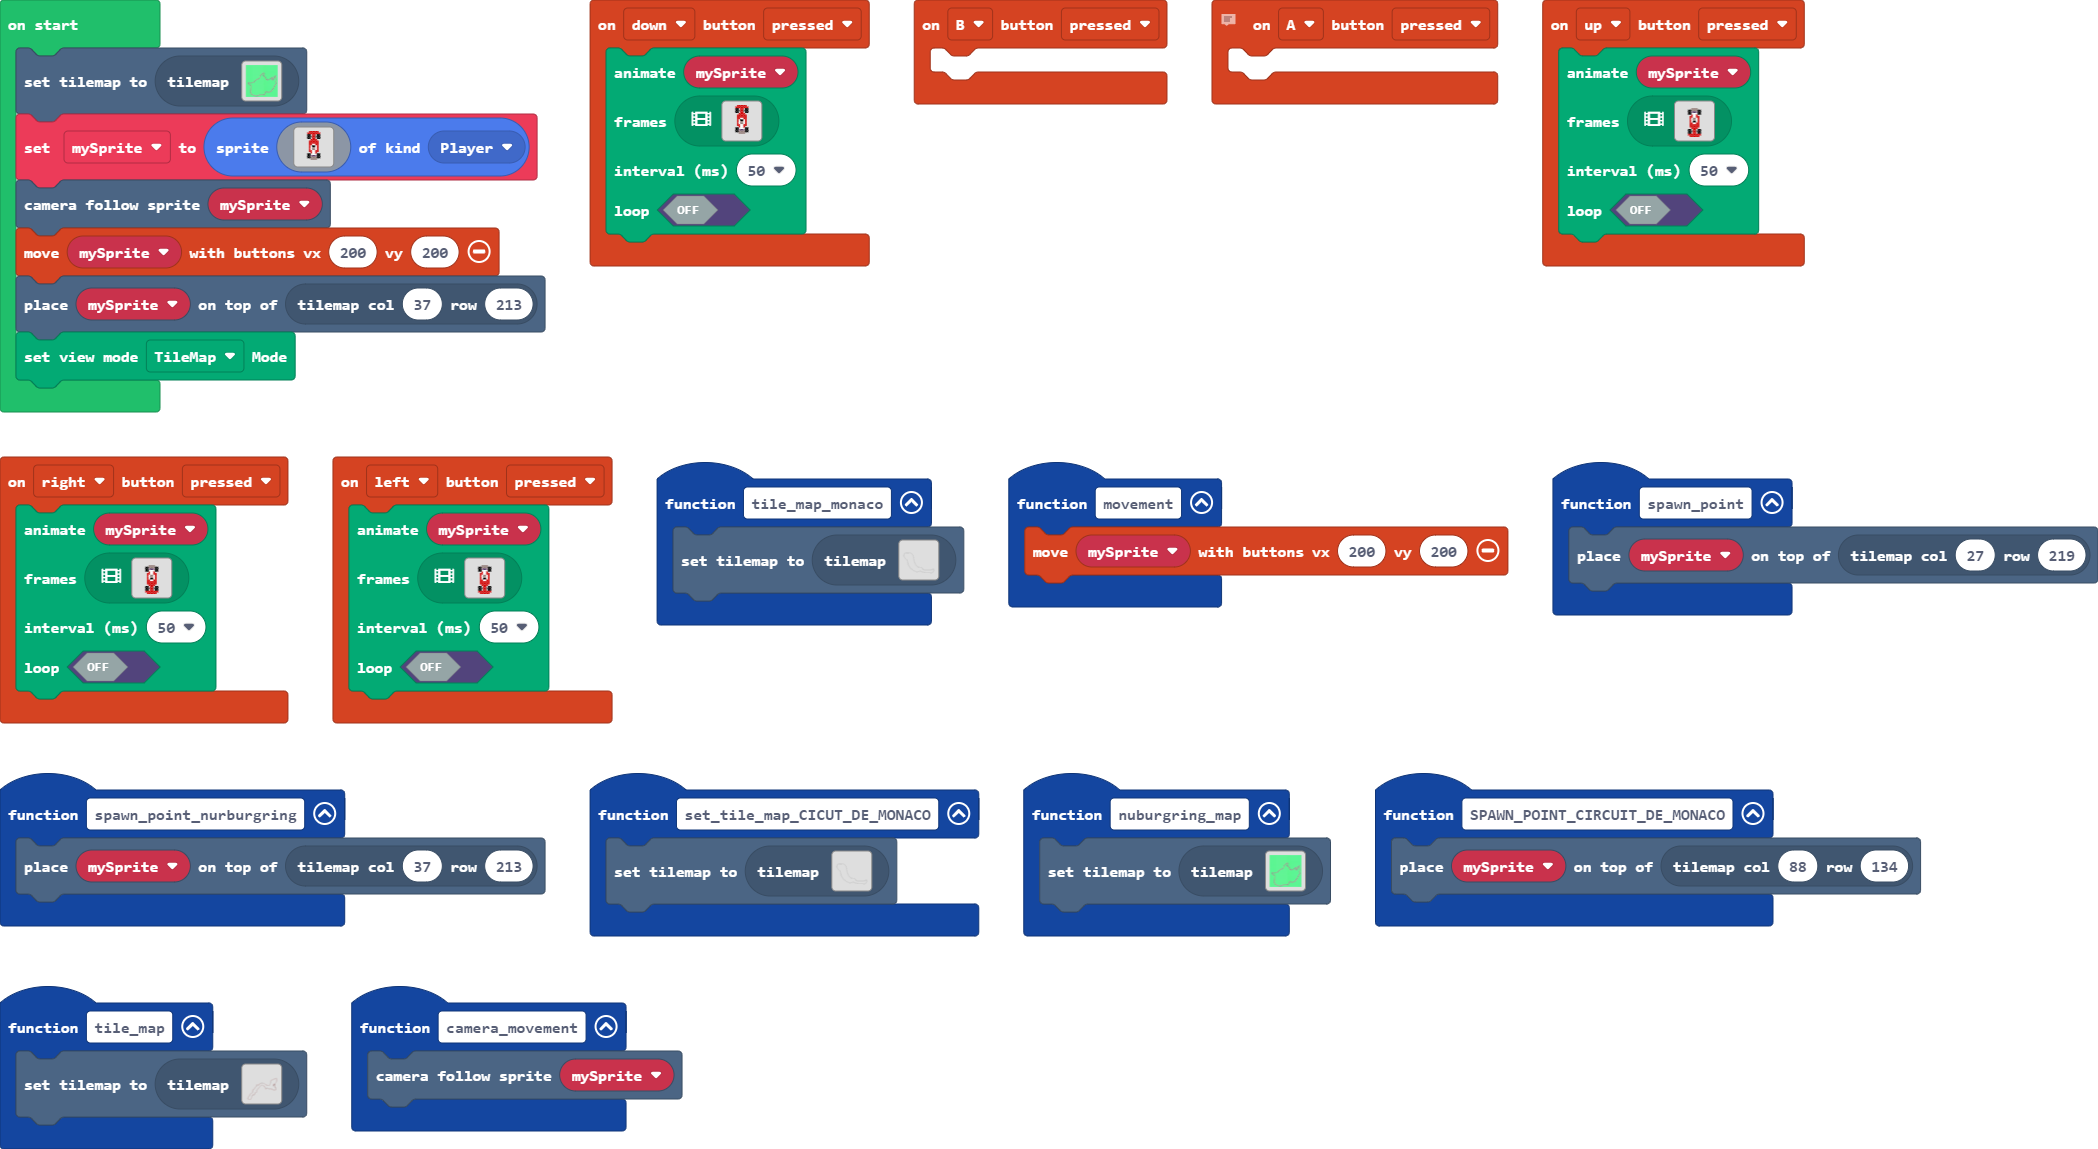 on start
set tilemap to tilemap
set mySprite to sprite of kind Player
camera follow sprite mySprite
move mySprite with buttons vx 200 vy 200
place mySprite on top of tilemap col 37 row 213
set view mode TileMap Mode
on down button pressed
animate mySprite
frames
interval (ms) 50
loop OFF
on B button pressed
on A button pressed
on up button pressed
animate mySprite
frames
interval (ms) 50
loop OFF
on right button pressed
animate mySprite
frames
interval (ms) 50
loop OFF
on left button pressed
animate mySprite
frames
interval (ms) 50
loop OFF
function tile_map_monaco
set tilemap to tilemap
function movement
move mySprite with buttons vx 200 vy 200
function spawn_point
place mySprite on top of tilemap col 27 row 219
function spawn_point_nurburgring
place mySprite on top of tilemap col 37 row 213
function set_tile_map_CICUT_DE_MONACO
set tilemap to tilemap
function nuburgring_map
set tilemap to tilemap
function SPAWN_POINT_CIRCUIT_DE_MONACO
place mySprite on top of tilemap col 88 row 134
function tile_map
set tilemap to tilemap
function camera_movement
camera follow sprite mySprite